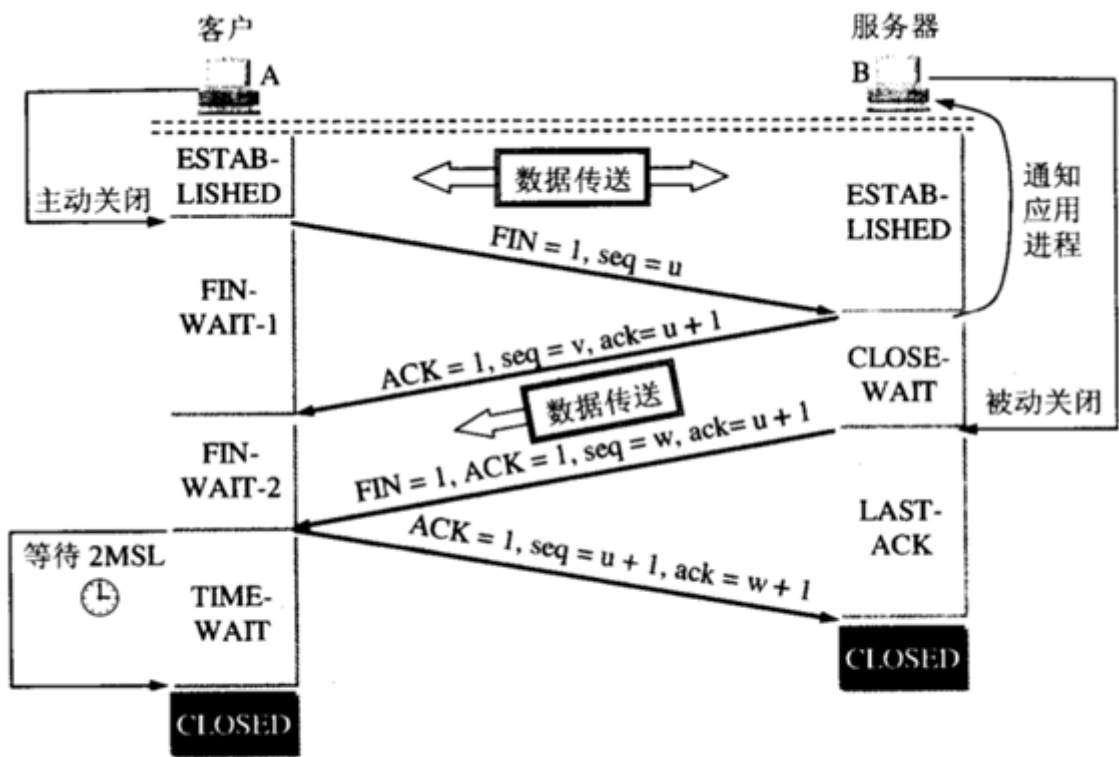 客户
服务器
A
B
ESTAB-
LISHED
数据传送
ESTAB-
LISHED
通知
应用
进程
主动关闭
FIN = 1, seq = u
FIN-
WAIT-1
ACK = 1, seq = v, ack= u + 1
CLOSE-
WAIT
数据传送
被动关闭
FIN-
WAIT-2
FIN = 1, ACK = 1, seq = w, ack= u + 1
LAST-
ACK
等待 2MSL
ACK = 1, seq = u + 1, ack = w + 1
TIME-
WAIT
CLOSED
CLOSED